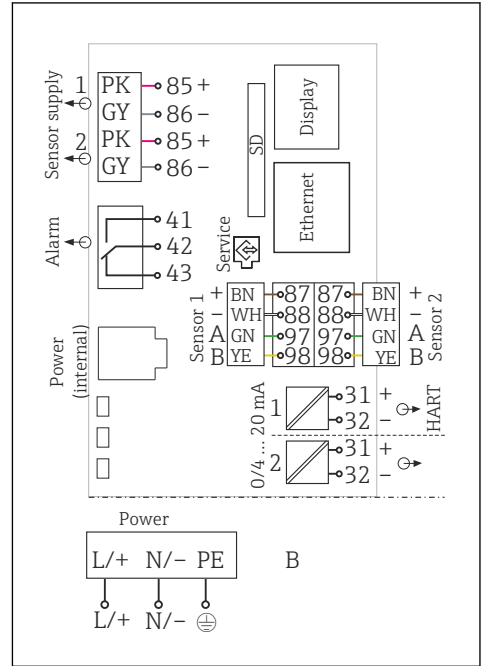 Sensor supply
1 PK 85 +
GY 86 –
2 PK 85 +
GY 86 –
Display
SD
Ethernet
Alarm
41
42
43
Service
Sensor 1
+ BN 87 87 BN +
– WH 88 88 WH –
A GN 97 97 GN A
B YE 98 98 YE B
Sensor 2
Power
(internal)
0/4 ... 20 mA
1 31 +
32 –
HART
2 31 +
32 –
Power
L/+ N/– PE B
L/+ N/–